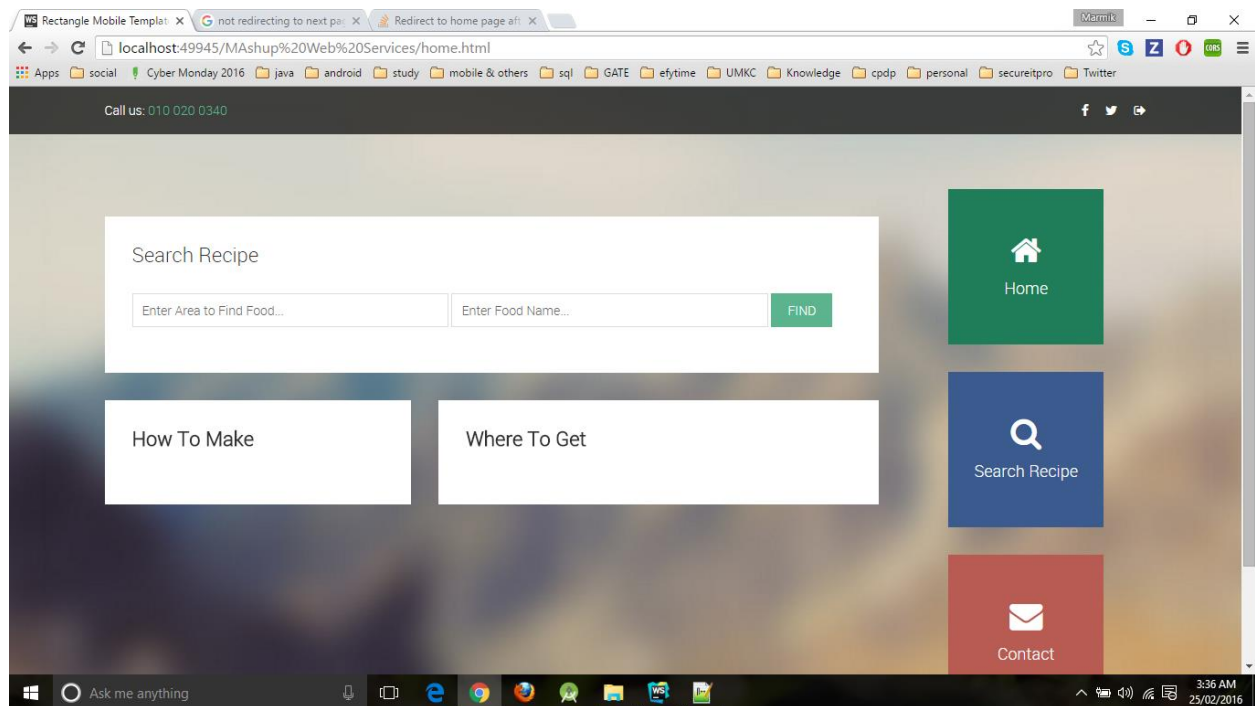 Rectangle Mobile Templat
not redirecting to next pag
Redirect to home page aft
Marmik
localhost:49945/MAshup%20Web%20Services/home.html
Apps social Cyber Monday 2016 java android study mobile & others sql GATE efytime UMKC Knowledge cpdp personal secureitpro Twitter
Call us: 010 020 0340
Search Recipe
Enter Area to Find Food... Enter Food Name... FIND
How To Make
Where To Get
Home
Search Recipe
Contact
Ask me anything
3:36 AM
25/02/2016